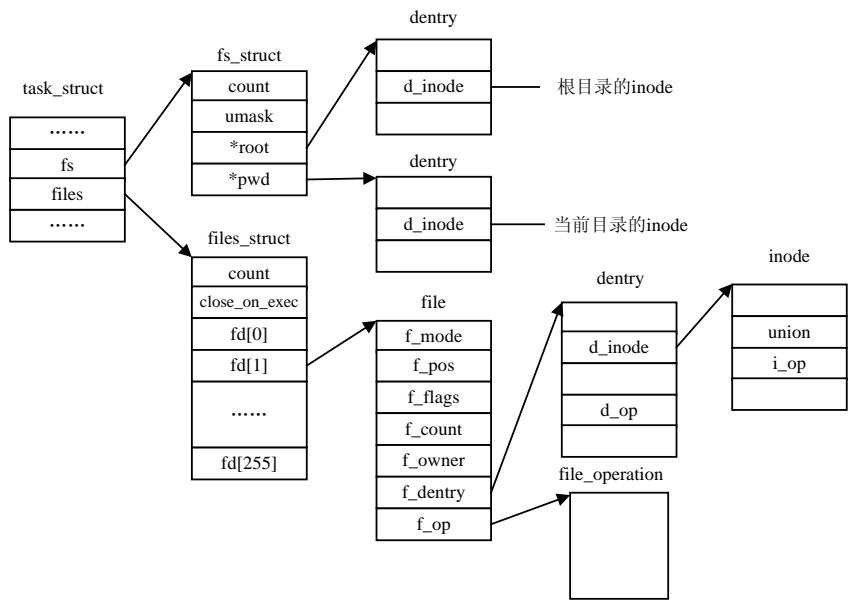 task_struct
……
fs
files
……
fs_struct
count
umask
*root
*pwd
dentry
d_inode
根目录的inode
dentry
d_inode
当前目录的inode
files_struct
count
close_on_exec
fd[0]
fd[1]
……
fd[255]
file
f_mode
f_pos
f_flags
f_count
f_owner
f_dentry
f_op
dentry
d_inode
d_op
inode
union
i_op
file_operation